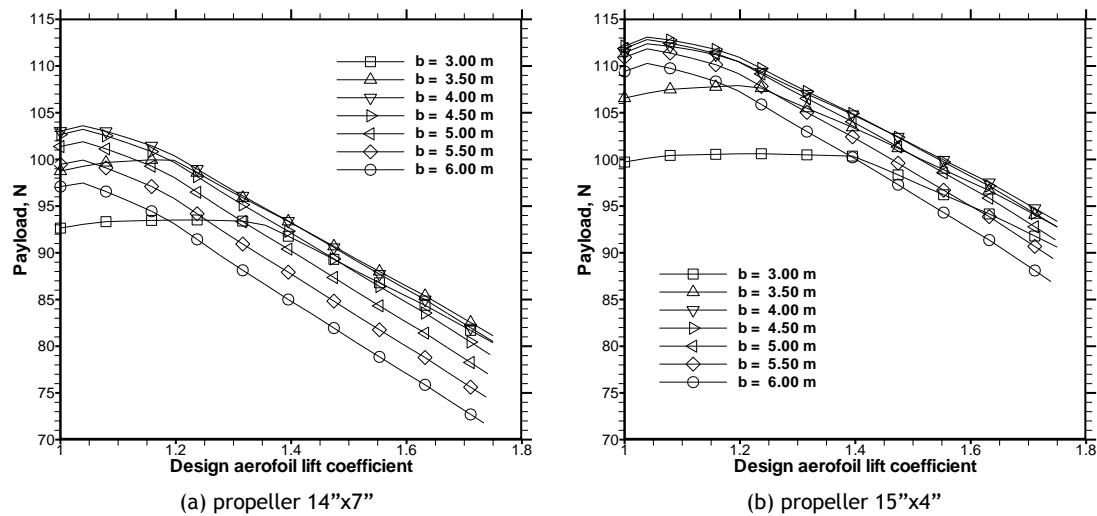 115
110
105
100
95
90
85
80
75
70
Payload, N
b = 3.00 m
b = 3.50 m
b = 4.00 m
b = 4.50 m
b = 5.00 m
b = 5.50 m
b = 6.00 m
1 1.2 1.4 1.6 1.8
Design aerofoil lift coefficient
(a) propeller 14”x7”
115
110
105
100
95
90
85
80
75
70
Payload, N
b = 3.00 m
b = 3.50 m
b = 4.00 m
b = 4.50 m
b = 5.00 m
b = 5.50 m
b = 6.00 m
1 1.2 1.4 1.6 1.8
Design aerofoil lift coefficient
(b) propeller 15”x4”